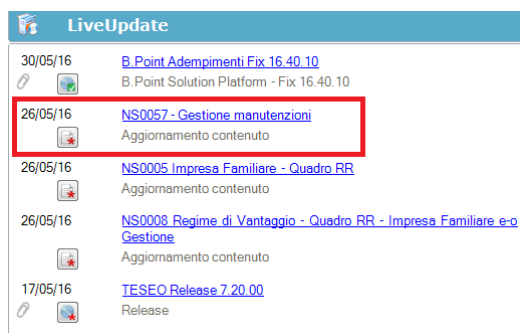 LiveUpdate
30/05/16 B.Point Adempimenti Fix 16.40.10
B.Point Solution Platform - Fix 16.40.10
26/05/16 NS0057 - Gestione manutenzioni
Aggiornamento contenuto
26/05/16 NS0005 Impresa Familiare - Quadro RR
Aggiornamento contenuto
26/05/16 NS0008 Regime di Vantaggio - Quadro RR - Impresa Familiare e-o
Gestione
Aggiornamento contenuto
17/05/16 TESEO Release 7.20.00
Release